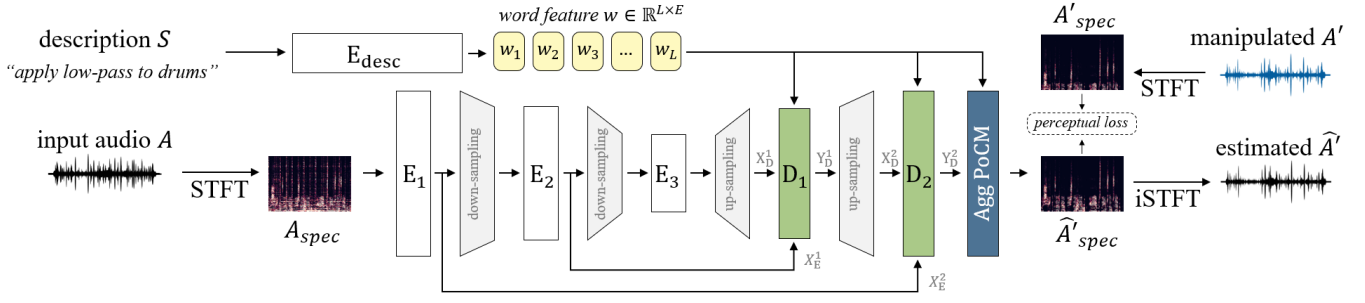 description S
“apply low-pass to drums”
E_desc
word feature w ∈ ℝ^{L×E}
w_1 w_2 w_3 ... w_L
A'_spec
manipulated A'
STFT
perceptual loss
input audio A
STFT
A_spec
E_1
down-sampling
E_2
down-sampling
E_3
up-sampling
X_D^1
D_1
Y_D^1
up-sampling
X_D^2
D_2
Y_D^2
Agg PoCM
X_E^1
X_E^2
Â'_spec
estimated Â'
iSTFT